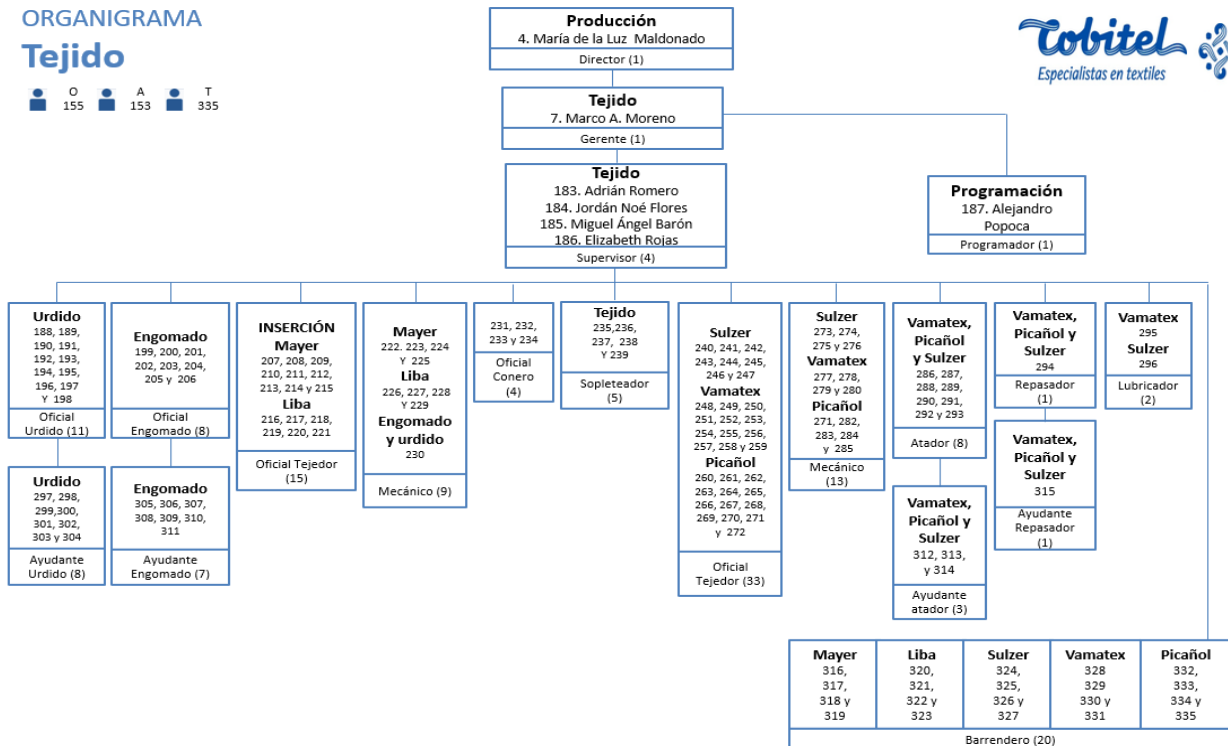 ORGANIGRAMA
Tejido
O
155
A
153
T
335
Tobitel
Especialistas en textiles
Producción
4. María de la Luz Maldonado
Director (1)
Tejido
7. Marco A. Moreno
Gerente (1)
Tejido
183. Adrián Romero
184. Jordán Noé Flores
185. Miguel Ángel Barón
186. Elizabeth Rojas
Supervisor (4)
Programación
187. Alejandro
Popoca
Programador (1)
Urdido
188, 189,
190, 191,
192, 193,
194, 195,
196, 197
Y 198
Oficial
Urdido (11)
Engomado
199, 200, 201,
202, 203, 204,
205 y 206
Oficial
Engomado (8)
INSERCIÓN
Mayer
207, 208, 209,
210, 211, 212,
213, 214 y 215
Liba
216, 217, 218,
219, 220, 221
Oficial Tejedor
(15)
Mayer
222. 223, 224
Y 225
Liba
226, 227, 228
Y 229
Engomado
y urdido
230
Mecánico (9)
231, 232,
233 y 234
Oficial
Conero
(4)
Tejido
235,236,
237, 238
Y 239
Sopleteador
(5)
Sulzer
240, 241, 242,
243, 244, 245,
246 y 247
Vamatex
248, 249, 250,
251, 252, 253,
254, 255, 256,
257, 258 y 259
Picañol
260, 261, 262,
263, 264, 265,
266, 267, 268,
269, 270, 271
y 272
Oficial
Tejedor (33)
Sulzer
273, 274,
275 y 276
Vamatex
277, 278,
279 y 280
Picañol
271, 282,
283, 284
y 285
Mecánico
(13)
Vamatex,
Picañol
y Sulzer
286, 287,
288, 289,
290, 291,
292 y 293
Atador (8)
Vamatex,
Picañol y
Sulzer
294
Repasador
(1)
Vamatex
295
Sulzer
296
Lubricador
(2)
Urdido
297, 298,
299,300,
301, 302,
303 y 304
Ayudante
Urdido (8)
Engomado
305, 306, 307,
308, 309, 310,
311
Ayudante
Engomado (7)
Vamatex,
Picañol y
Sulzer
312, 313,
y 314
Ayudante
atador (3)
Vamatex,
Picañol y
Sulzer
315
Ayudante
Repasador
(1)
Mayer
316,
317,
318 y
319
Liba
320,
321,
322 y
323
Sulzer
324,
325,
326 y
327
Vamatex
328
329
330 y
331
Picañol
332,
333,
334 y
335
Barrendero (20)